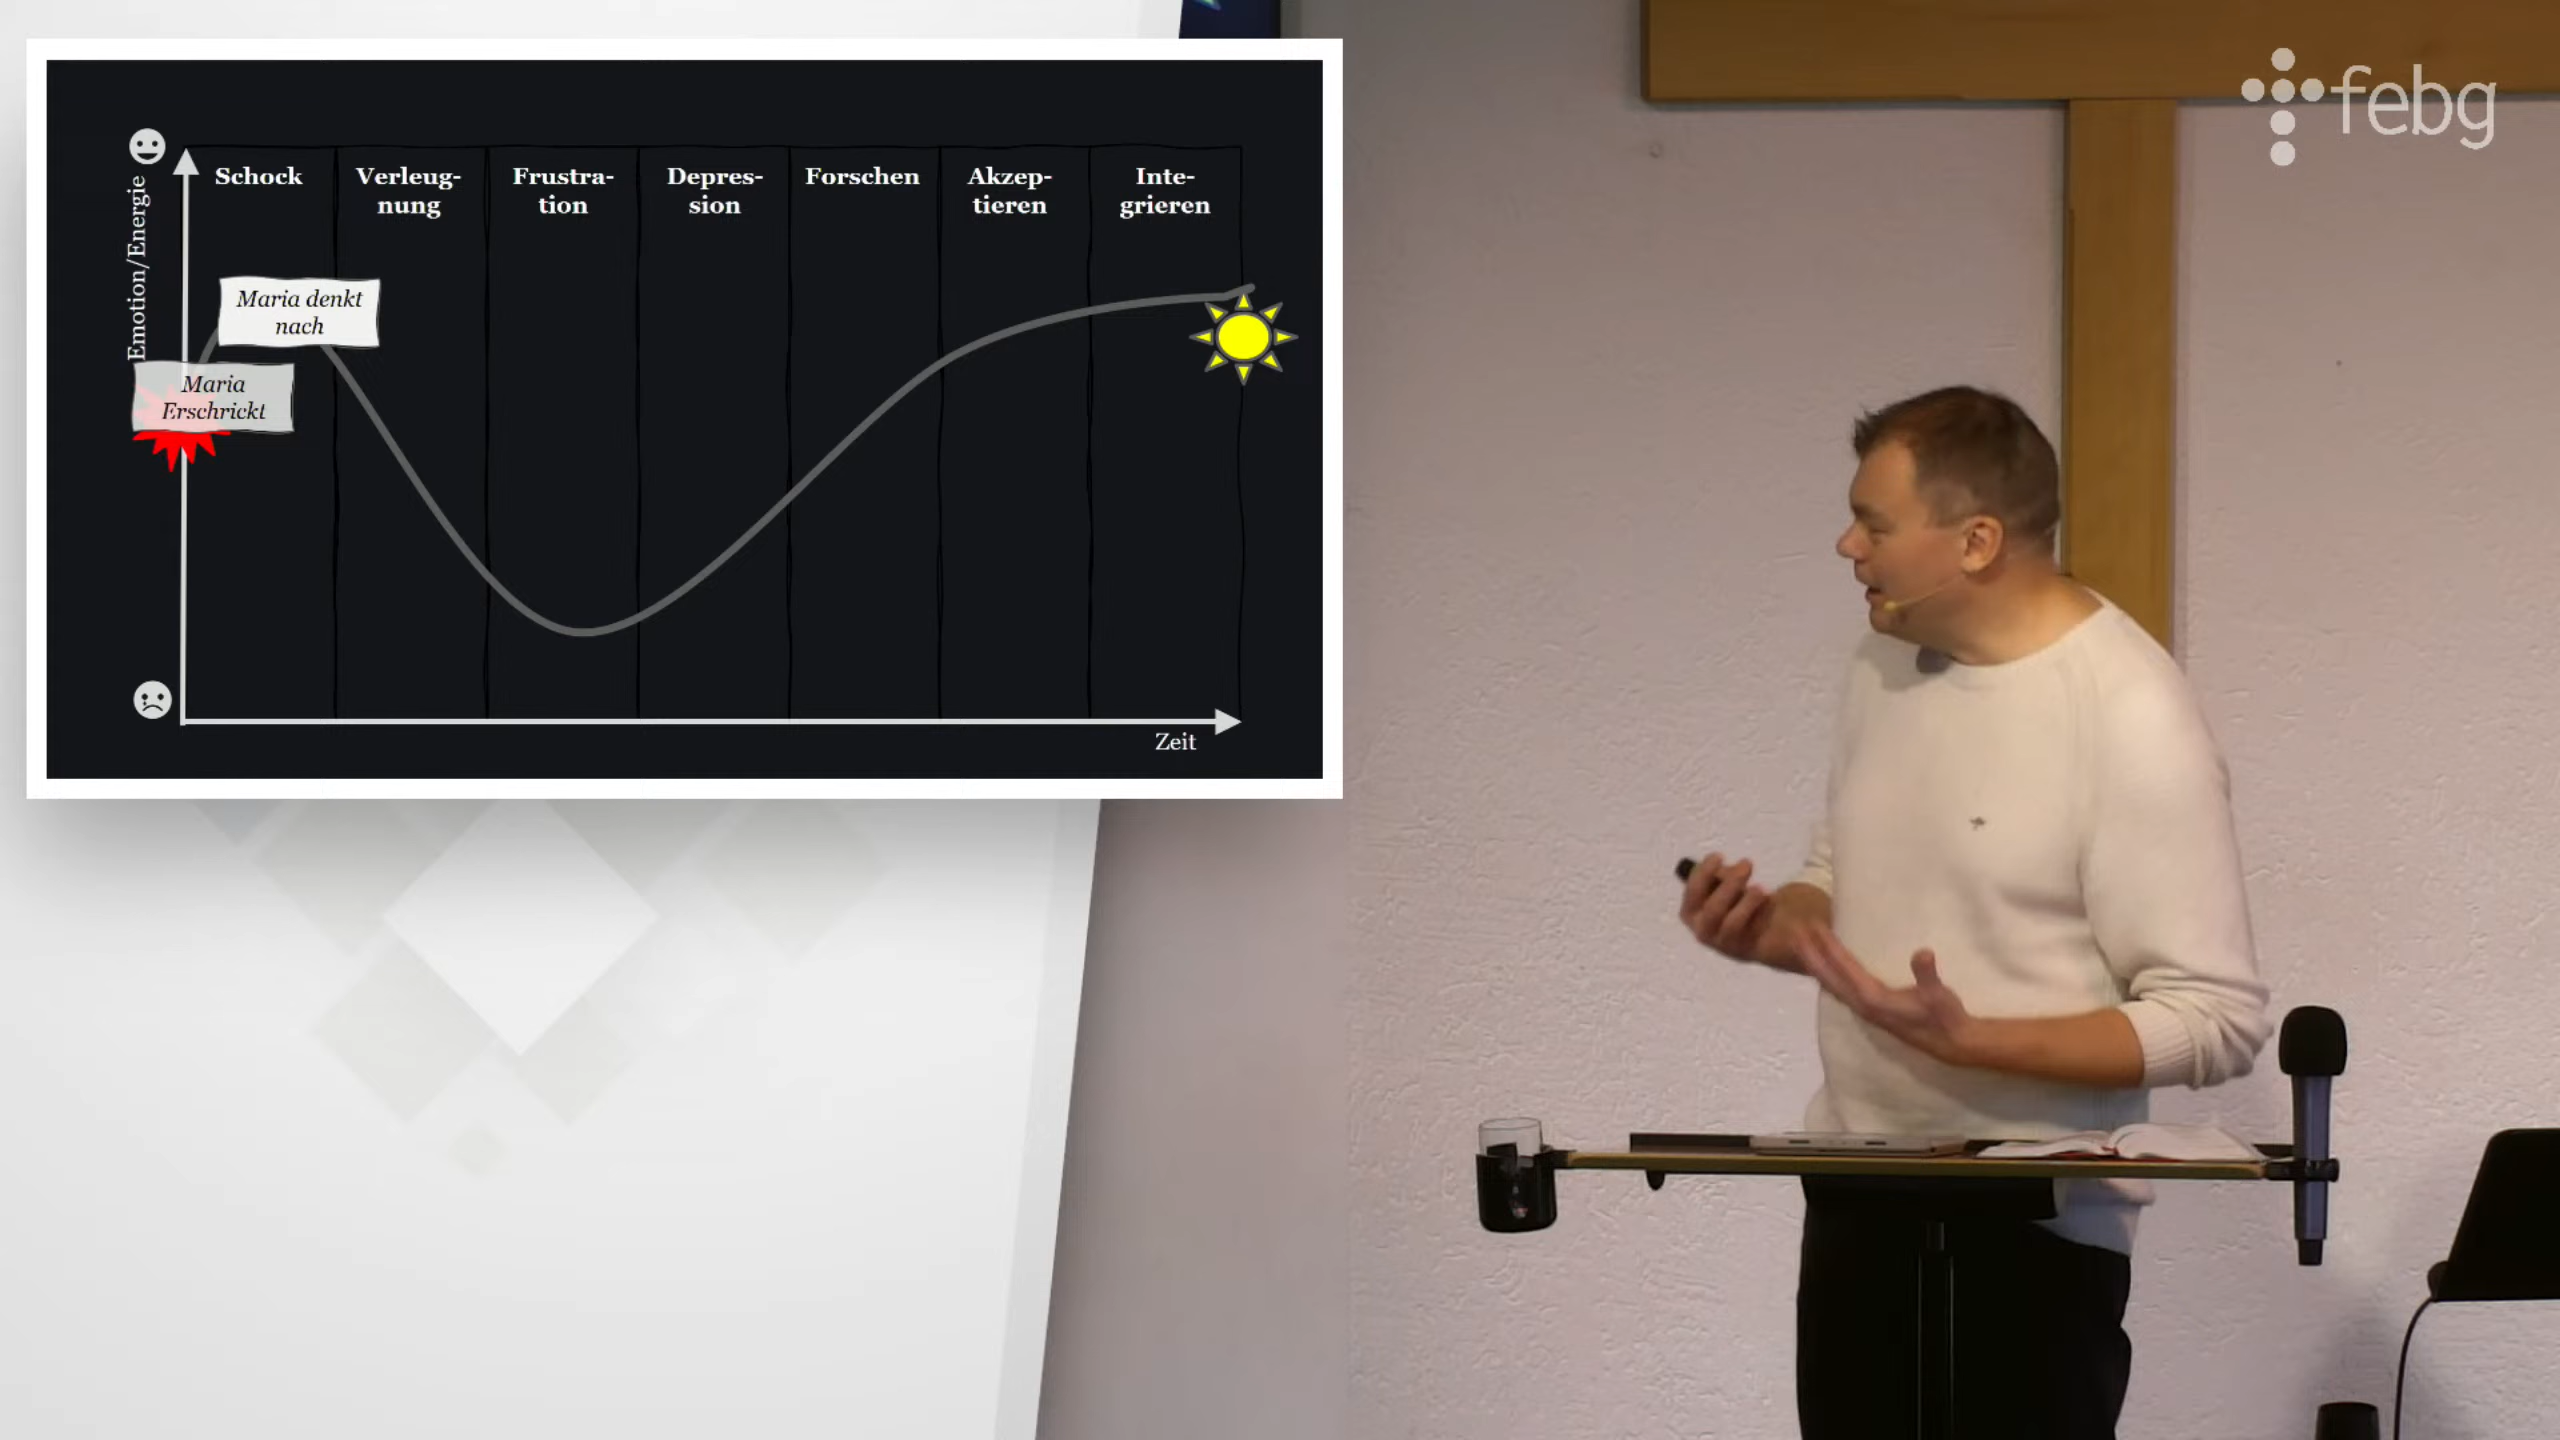 febg
Schock
Verleug-
nung
Frustra-
tion
Depres-
sion
Forschen
Akzep-
tieren
Inte-
grieren
Emotion/Energie
Maria denkt
nach
Maria
Erschrickt
Zeit